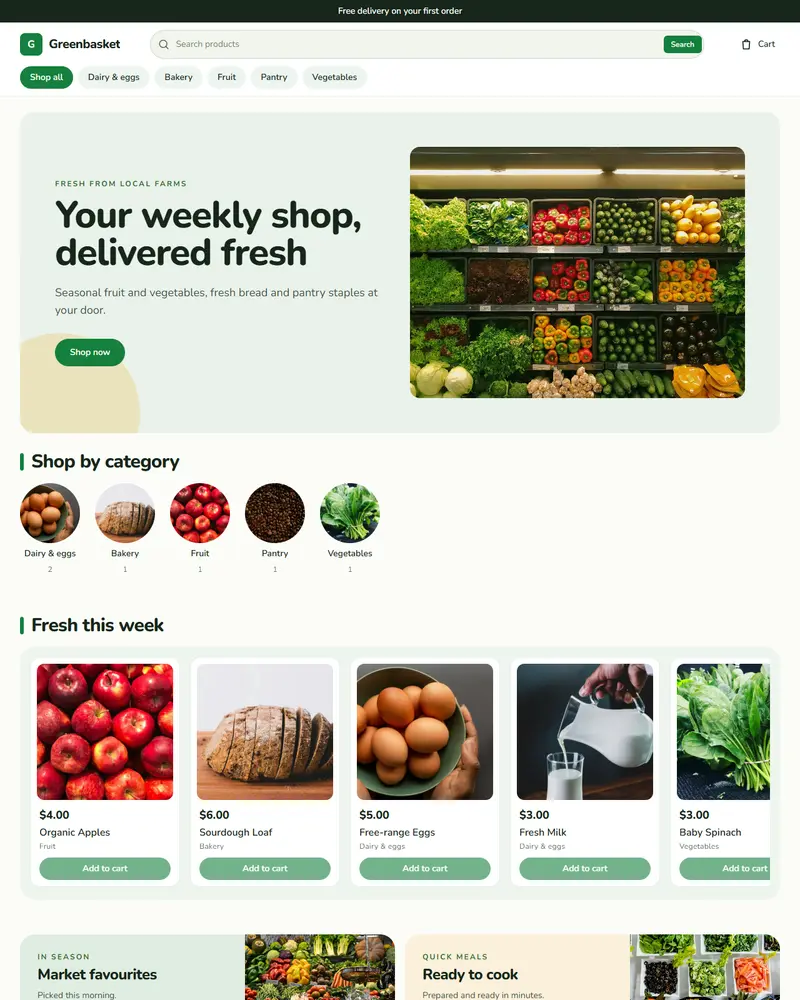 Free delivery on your first order
G Greenbasket
Search products
Search
Cart
Shop all
Dairy & eggs
Bakery
Fruit
Pantry
Vegetables
FRESH FROM LOCAL FARMS
Your weekly shop,
delivered fresh
Seasonal fruit and vegetables, fresh bread and pantry staples at
your door.
Shop now
Shop by category
Dairy & eggs
2
Bakery
1
Fruit
1
Pantry
1
Vegetables
1
Fresh this week
$4.00
Organic Apples
Fruit
Add to cart
$6.00
Sourdough Loaf
Bakery
Add to cart
$5.00
Free-range Eggs
Dairy & eggs
Add to cart
$3.00
Fresh Milk
Dairy & eggs
Add to cart
$3.00
Baby Spinach
Vegetables
Add to cart
IN SEASON
Market favourites
Picked this morning.
QUICK MEALS
Ready to cook
Prepared and ready in minutes.